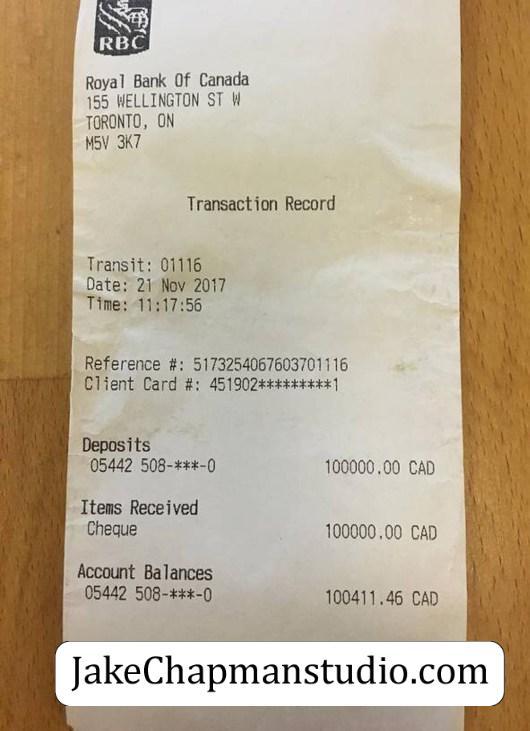 RBC
Royal Bank Of Canada
155 WELLINGTON ST W
TORONTO, ON
M5V 3K7
Transaction Record
Transit: 01116
Date: 21 Nov 2017
Time: 11:17:56
Reference #: 5173254067603701116
Client Card #: 451902*********1
Deposits
05442 508-***-0 100000.00 CAD
Items Received
Cheque 100000.00 CAD
Account Balances
05442 508-***-0 100411.46 CAD
JakeChapmanstudio.com